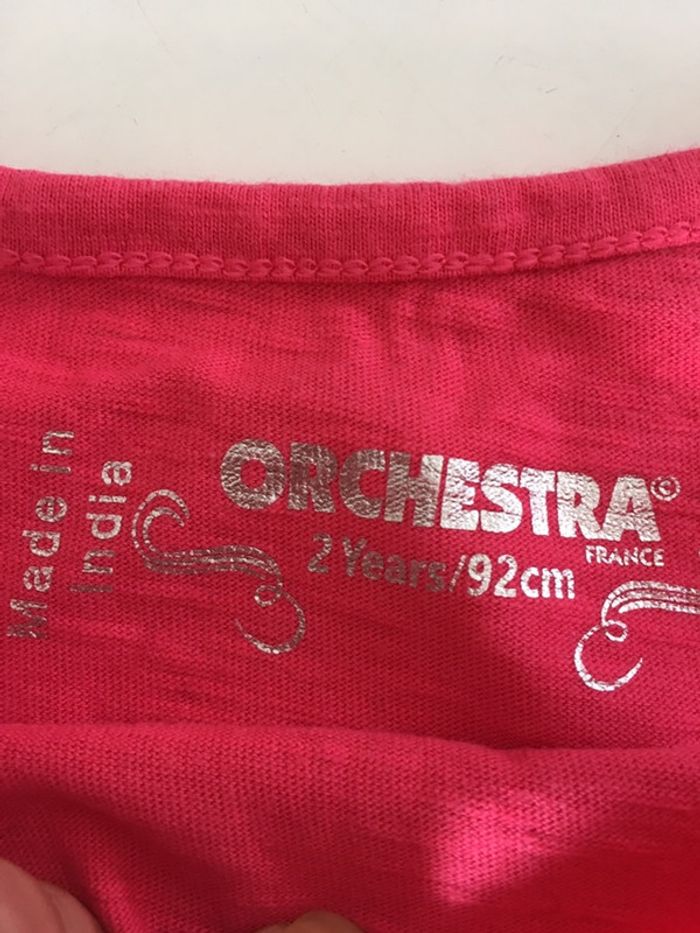 Made in
India
ORCHESTRA©
FRANCE
2 Years/92cm